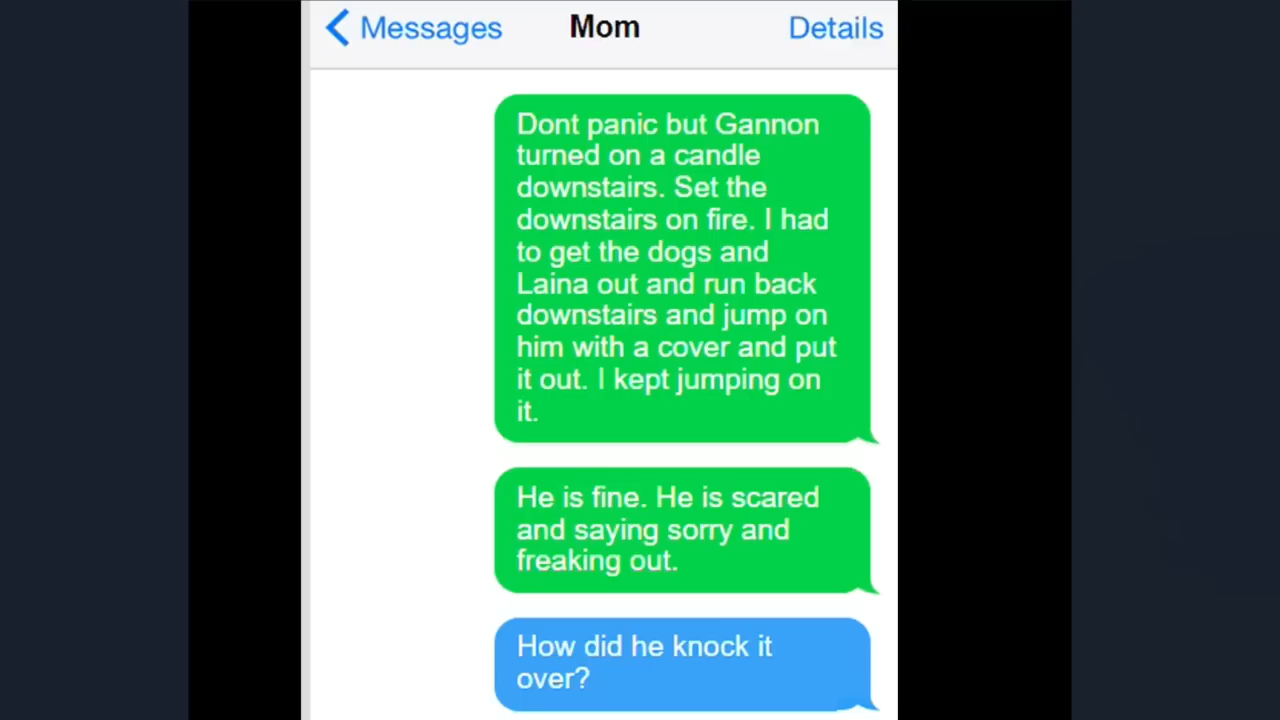 Messages Mom Details
Dont panic but Gannon
turned on a candle
downstairs. Set the
downstairs on fire. I had
to get the dogs and
Laina out and run back
downstairs and jump on
him with a cover and put
it out. I kept jumping on
it.
He is fine. He is scared
and saying sorry and
freaking out.
How did he knock it
over?